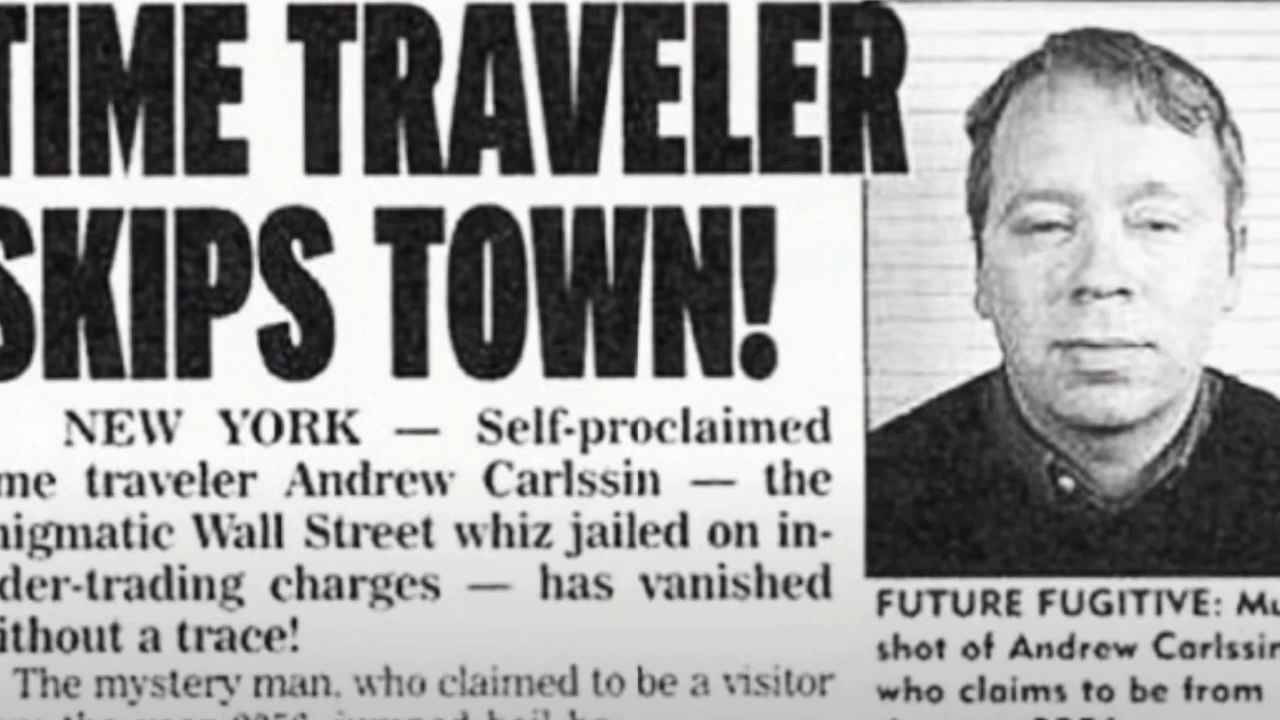 TIME TRAVELER
SKIPS TOWN!
NEW YORK — Self-proclaimed
me traveler Andrew Carlssin — the
nigmatic Wall Street whiz jailed on in-
der-trading charges — has vanished
ithout a trace!
The mystery man, who claimed to be a visitor
the year
FUTURE FUGITIVE: Mu
shot of Andrew Carlssin
who claims to be from